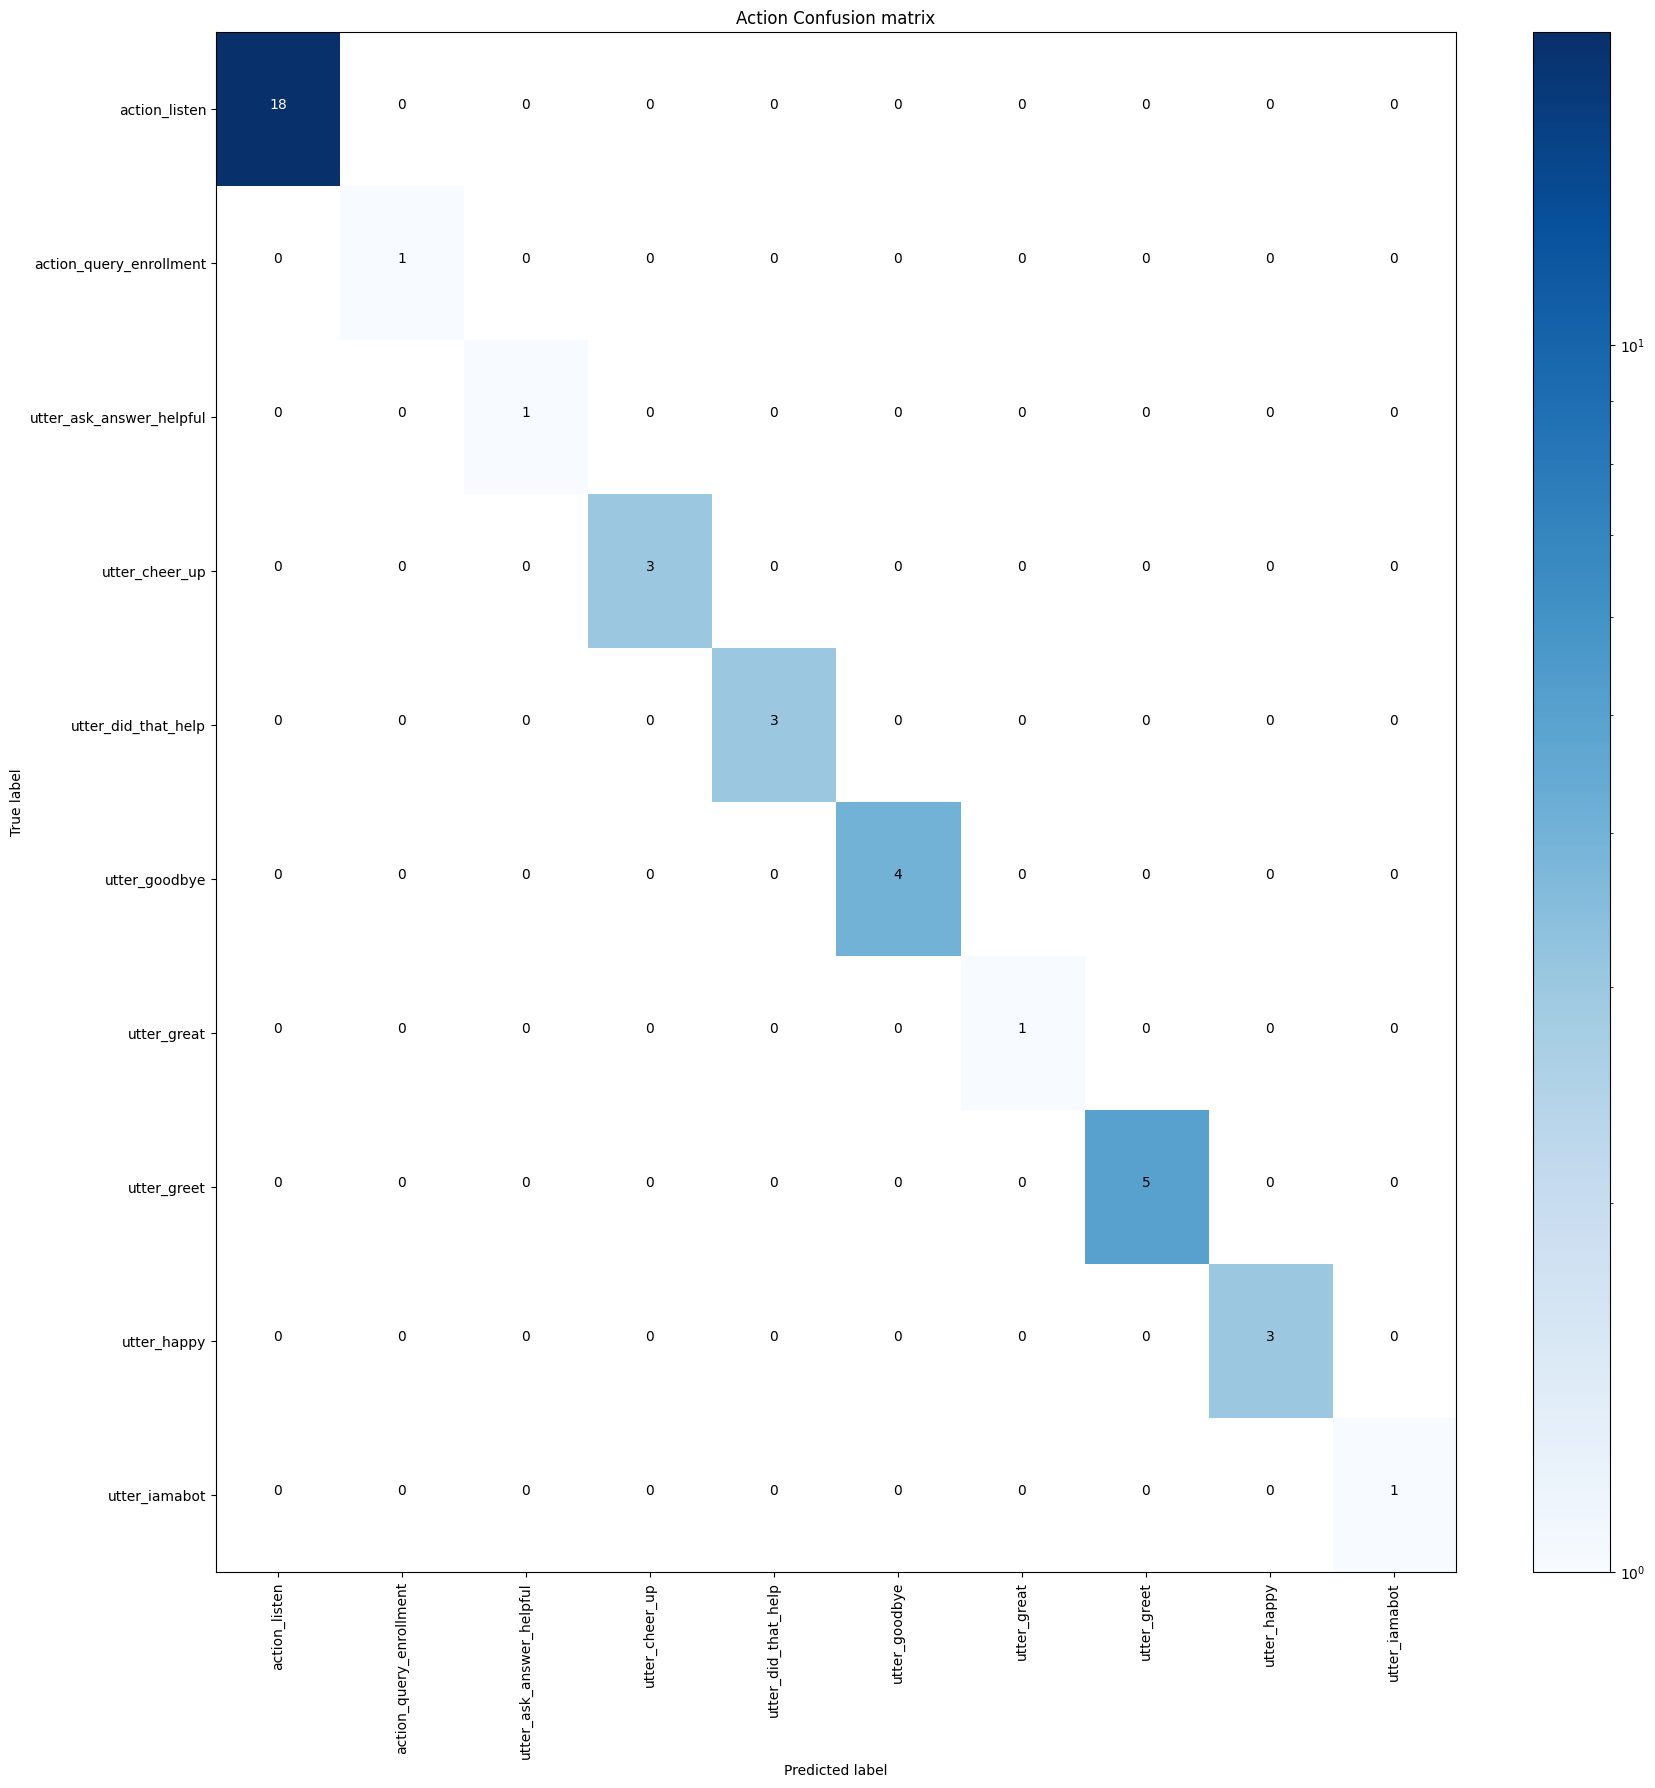 Action Confusion matrix
action_listen 18 0 0 0 0 0 0 0 0 0
action_query_enrollment 0 1 0 0 0 0 0 0 0 0
utter_ask_answer_helpful 0 0 1 0 0 0 0 0 0 0
utter_cheer_up 0 0 0 3 0 0 0 0 0 0
utter_did_that_help 0 0 0 0 3 0 0 0 0 0
utter_goodbye 0 0 0 0 0 4 0 0 0 0
utter_great 0 0 0 0 0 0 1 0 0 0
utter_greet 0 0 0 0 0 0 0 5 0 0
utter_happy 0 0 0 0 0 0 0 0 3 0
utter_iamabot 0 0 0 0 0 0 0 0 0 1
True label
action_listen
action_query_enrollment
utter_ask_answer_helpful
utter_cheer_up
utter_did_that_help
utter_goodbye
utter_great
utter_greet
utter_happy
utter_iamabot
Predicted label
10¹
10⁰